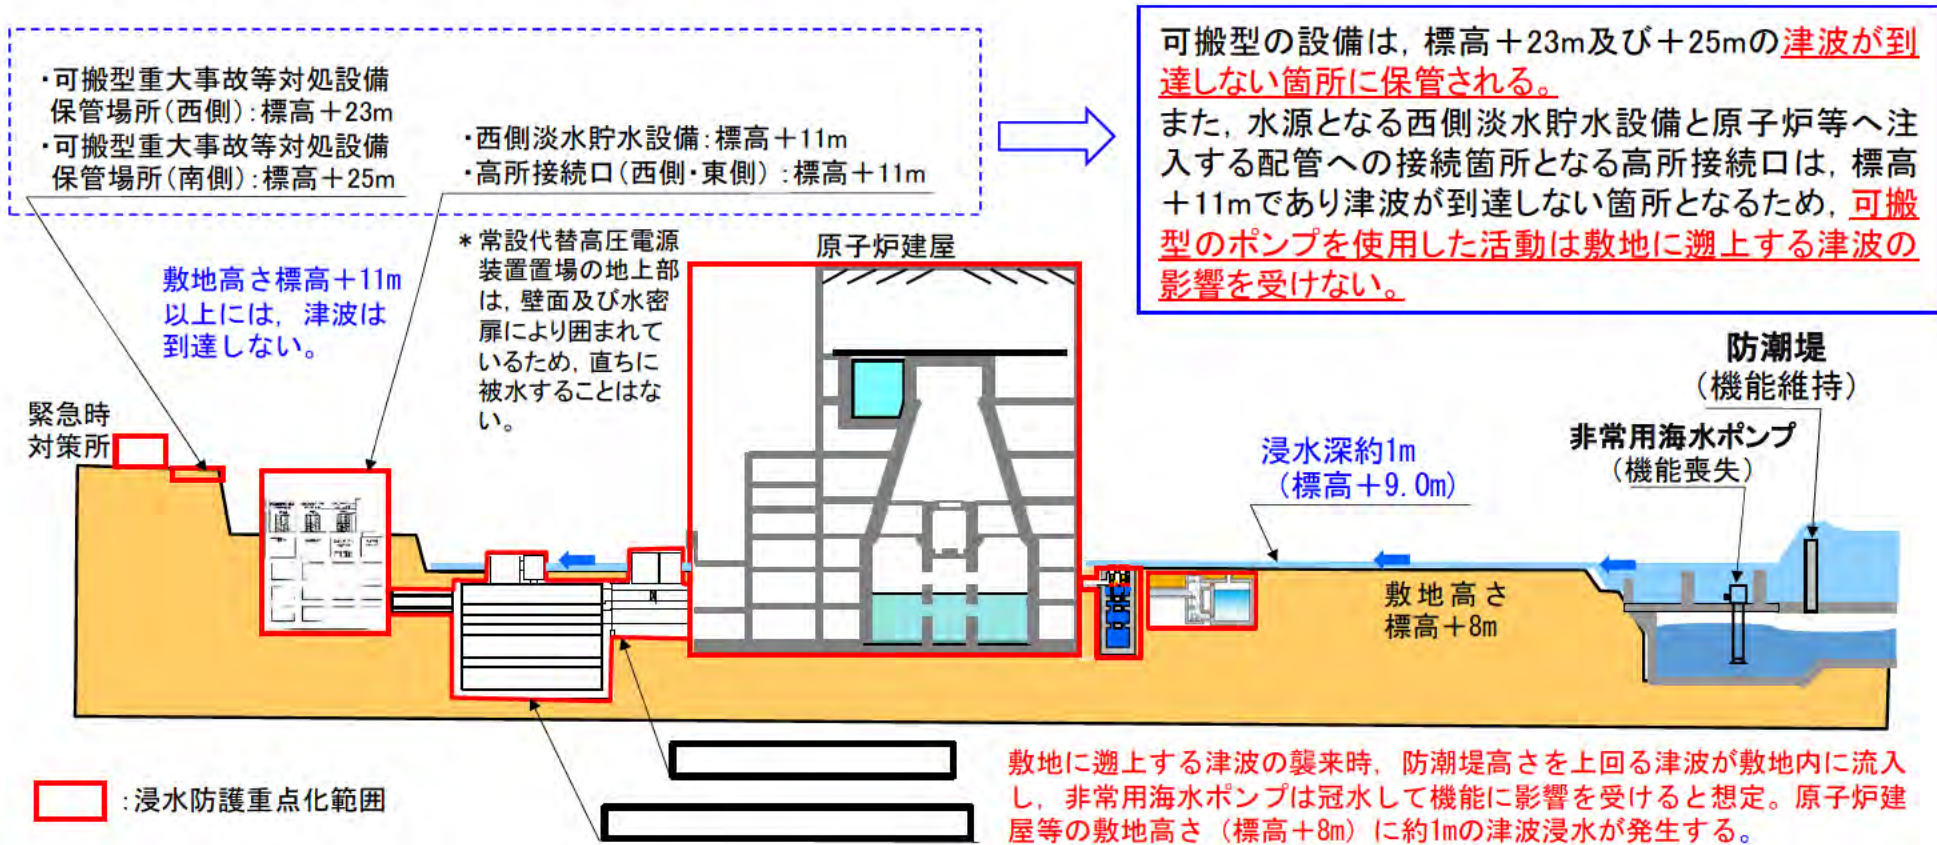 ・可搬型重大事故等対処設備
保管場所（西側）：標高＋23m
・可搬型重大事故等対処設備
保管場所（南側）：標高＋25m
・西側淡水貯水設備：標高＋11m
・高所接続口（西側・東側）：標高＋11m
可搬型の設備は，標高＋23m及び＋25mの津波が到
達しない箇所に保管される。
また，水源となる西側淡水貯水設備と原子炉等へ注
入する配管への接続箇所となる高所接続口は，標高
＋11mであり津波が到達しない箇所となるため，可搬
型のポンプを使用した活動は敷地に遡上する津波の
影響を受けない。
敷地高さ標高＋11m
以上には，津波は
到達しない。
＊常設代替高圧電源
装置置場の地上部
は，壁面及び水密
扉により囲まれて
いるため，直ちに
被水することはな
い。
原子炉建屋
防潮堤
（機能維持）
緊急時
対策所
非常用海水ポンプ
（機能喪失）
浸水深約1m
（標高＋9.0m）
敷地高さ
標高＋8m
：浸水防護重点化範囲
敷地に遡上する津波の襲来時，防潮堤高さを上回る津波が敷地内に流入
し，非常用海水ポンプは冠水して機能に影響を受けると想定。原子炉建
屋等の敷地高さ（標高＋8m）に約1mの津波浸水が発生する。